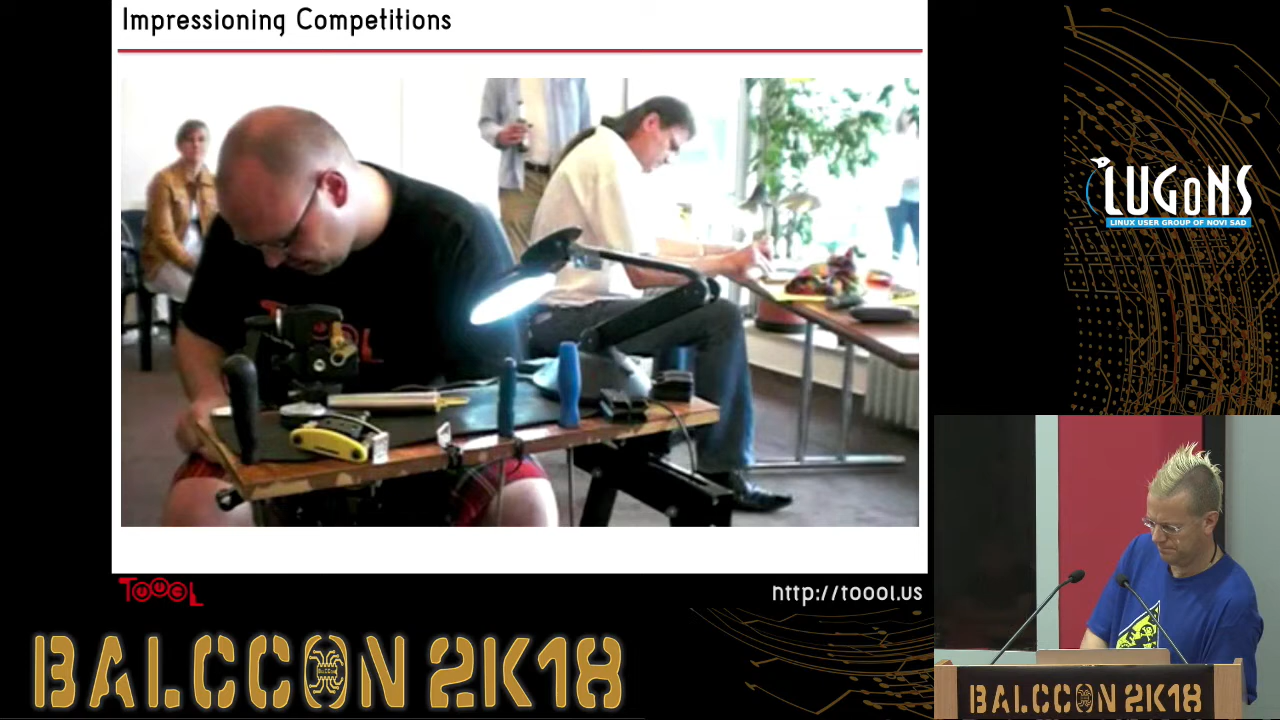 Impressioning Competitions
LUGoNS
LINUX USER GROUP OF NOVI SAD
TOOOL
http://toool.us
BALCCON 2K18
BALCCON 2K18